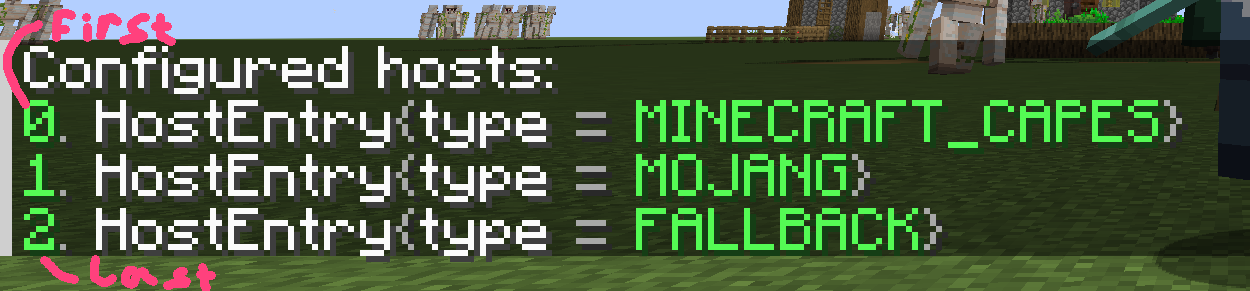 First
Configured hosts:
0. HostEntry{type = MINECRAFT_CAPES}
1. HostEntry{type = MOJANG}
2. HostEntry{type = FALLBACK}
Last